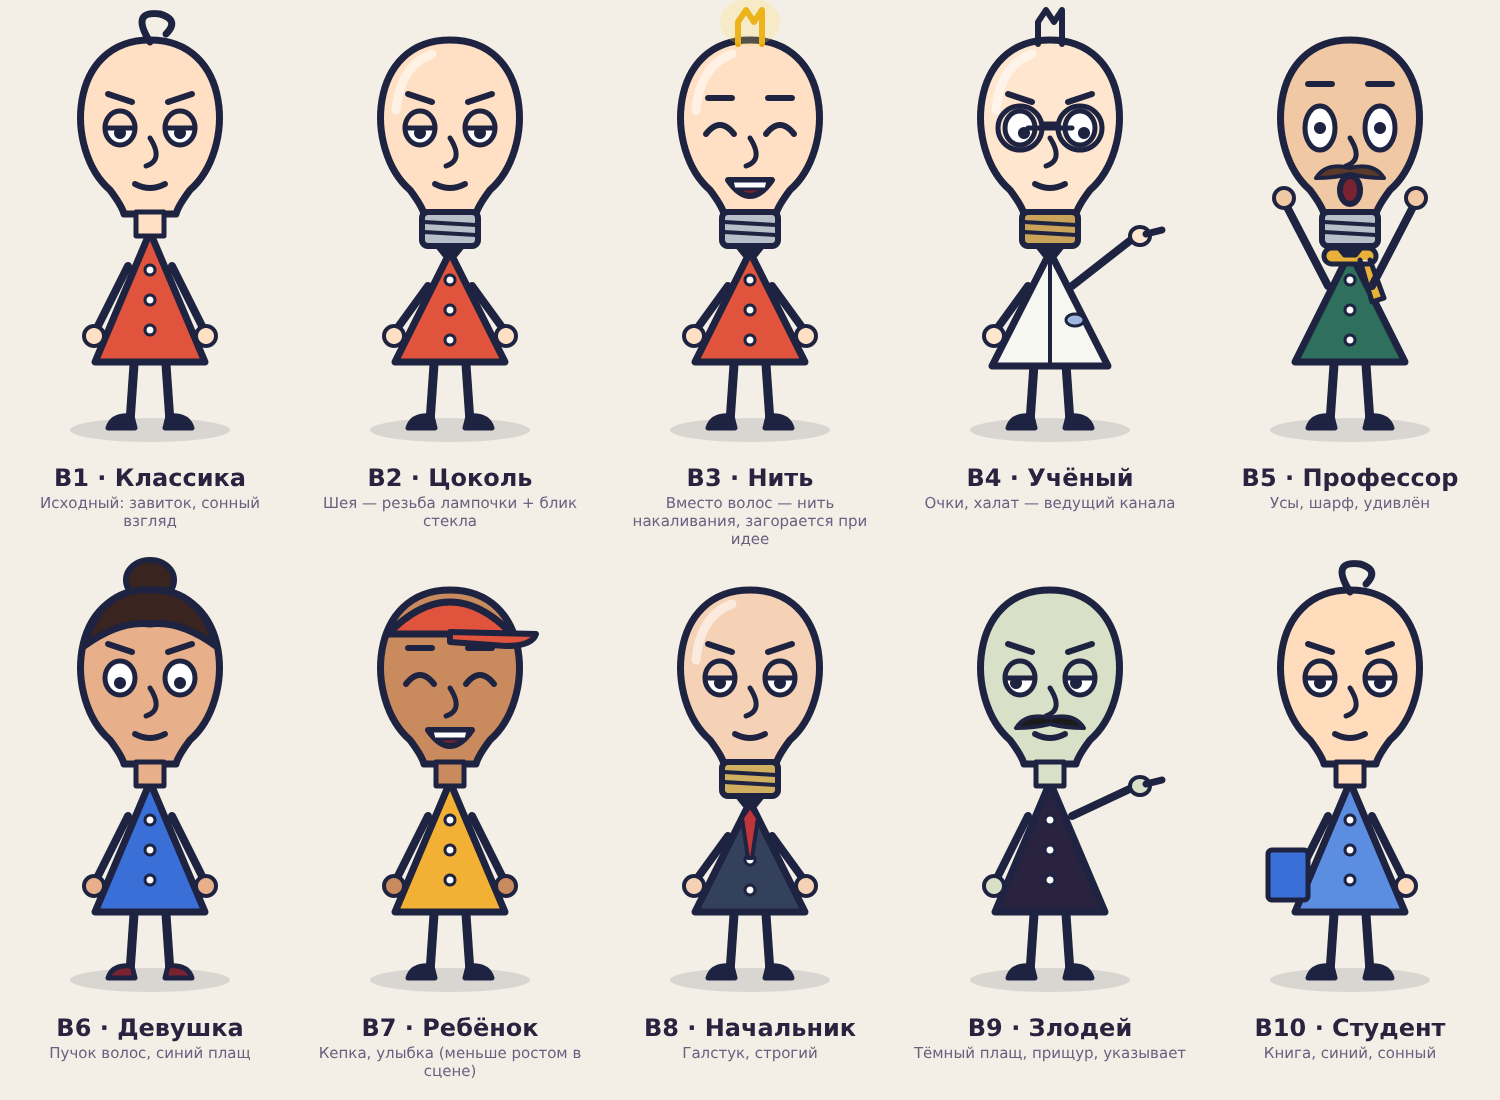 B1 · Классика
Исходный: завиток, сонный
взгляд
B2 · Цоколь
Шея — резьба лампочки + блик
стекла
B3 · Нить
Вместо волос — нить
накаливания, загорается при
идее
B4 · Учёный
Очки, халат — ведущий канала
B5 · Профессор
Усы, шарф, удивлён
B6 · Девушка
Пучок волос, синий плащ
B7 · Ребёнок
Кепка, улыбка (меньше ростом в
сцене)
B8 · Начальник
Галстук, строгий
B9 · Злодей
Тёмный плащ, прищур, указывает
B10 · Студент
Книга, синий, сонный